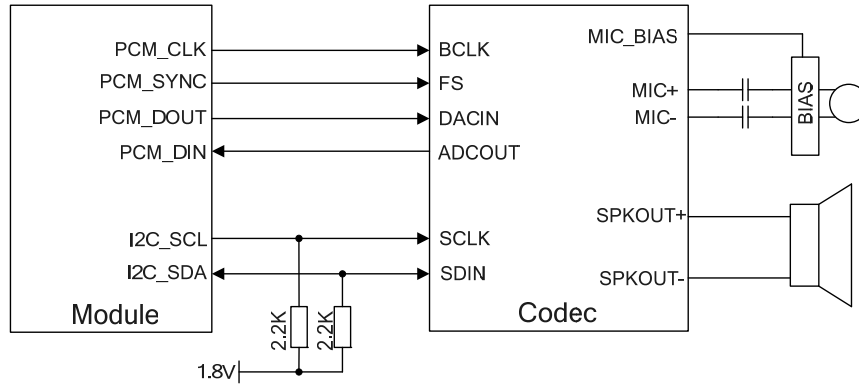 PCM_CLK
PCM_SYNC
PCM_DOUT
PCM_DIN
I2C_SCL
I2C_SDA
Module
2.2K
2.2K
1.8V
BCLK
FS
DACIN
ADCOUT
SCLK
SDIN
Codec
MIC_BIAS
MIC+
MIC-
SPKOUT+
SPKOUT-
BIAS